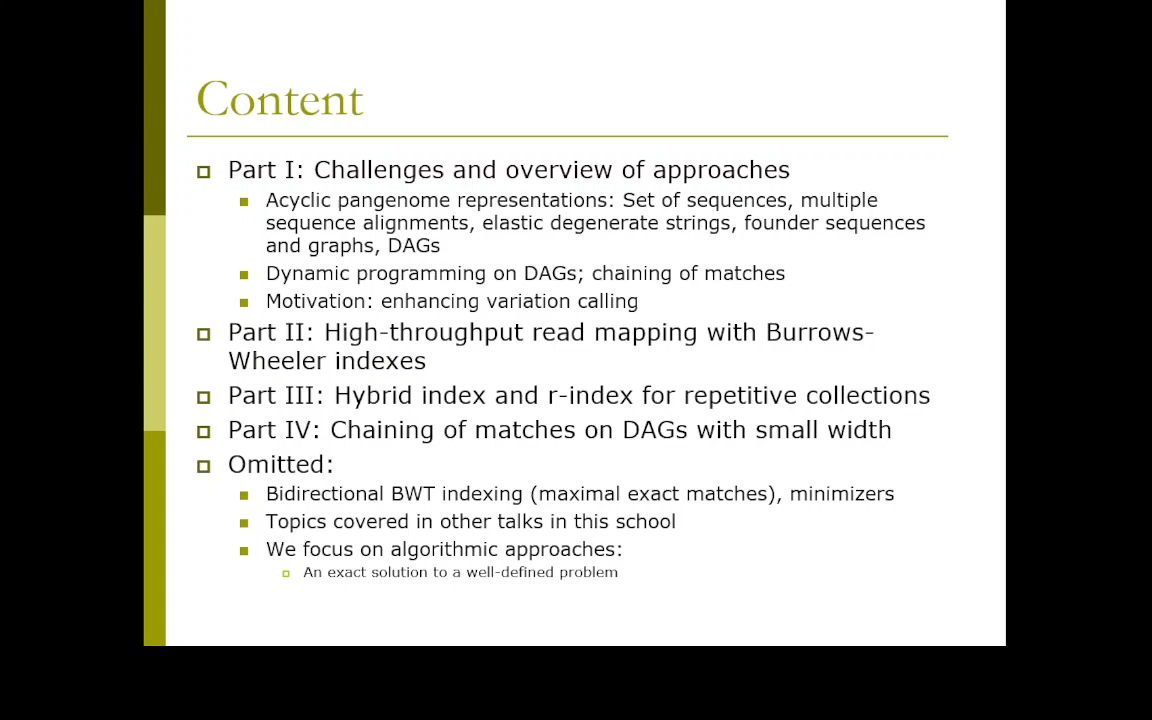 Content
Part I: Challenges and overview of approaches
Acyclic pangenome representations: Set of sequences, multiple
sequence alignments, elastic degenerate strings, founder sequences
and graphs, DAGs
Dynamic programming on DAGs; chaining of matches
Motivation: enhancing variation calling
Part II: High-throughput read mapping with Burrows-
Wheeler indexes
Part III: Hybrid index and r-index for repetitive collections
Part IV: Chaining of matches on DAGs with small width
Omitted:
Bidirectional BWT indexing (maximal exact matches), minimizers
Topics covered in other talks in this school
We focus on algorithmic approaches:
An exact solution to a well-defined problem